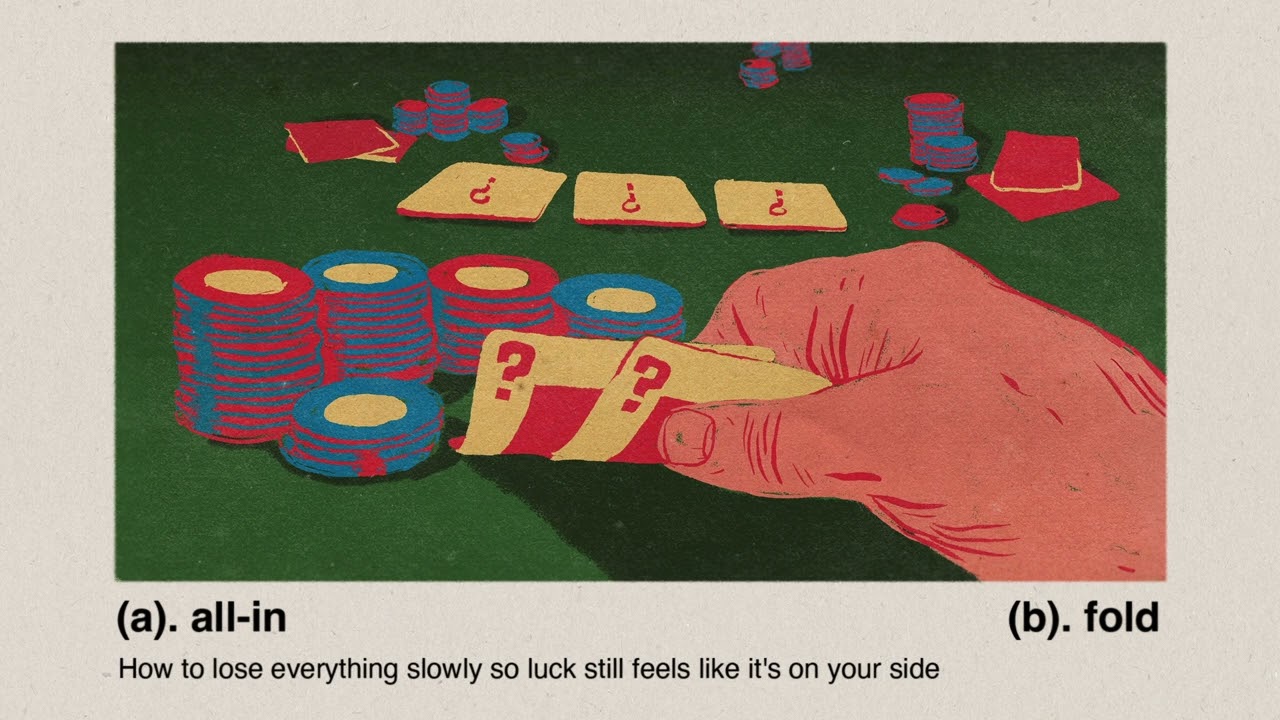 ? ? ?
? ?
(a). all-in (b). fold
How to lose everything slowly so luck still feels like it's on your side